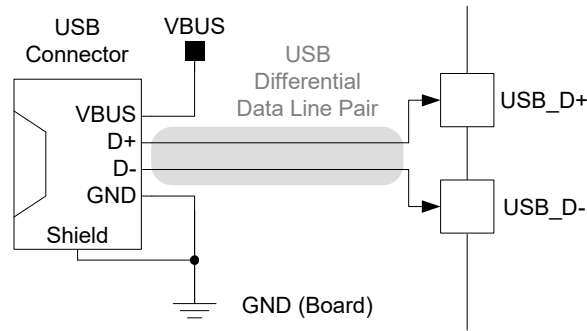 USB
Connector
VBUS
USB
Differential
Data Line Pair
VBUS
D+
D-
GND
Shield
USB_D+
USB_D-
GND (Board)